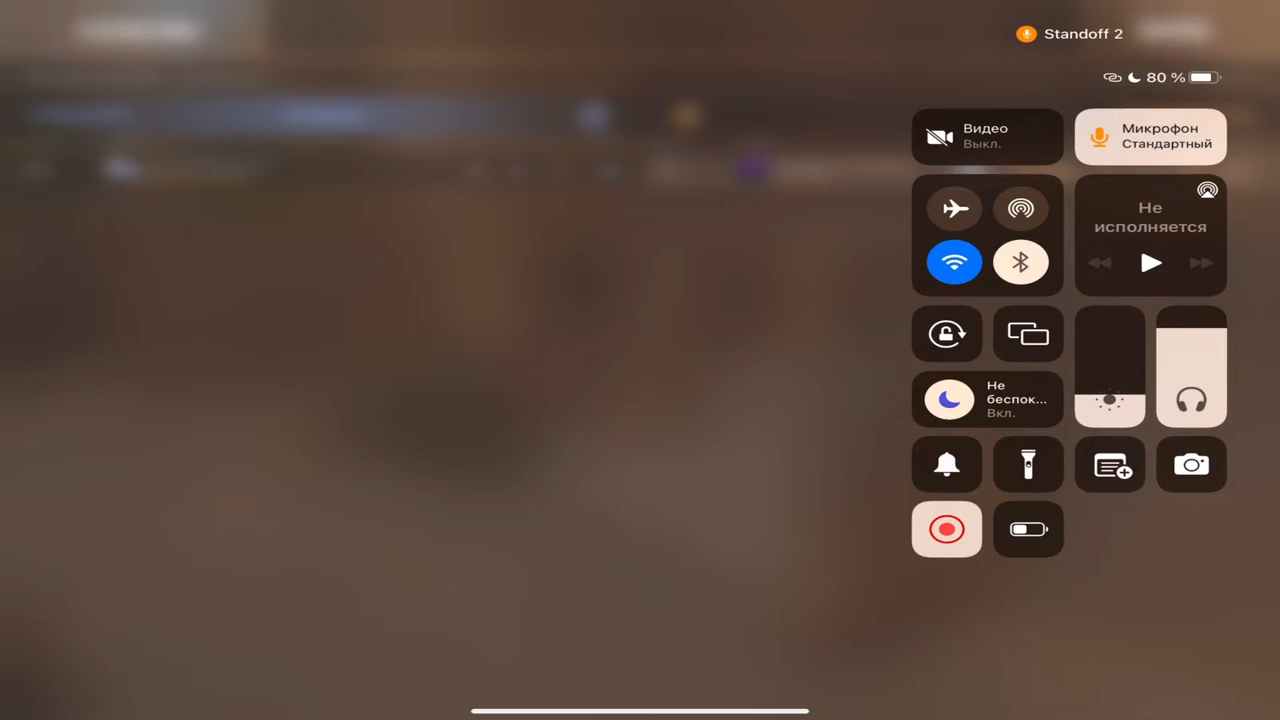 Standoff 2
80 %
Видео
Выкл.
Микрофон
Стандартный
Не
исполняется
Не
беспок...
Вкл.